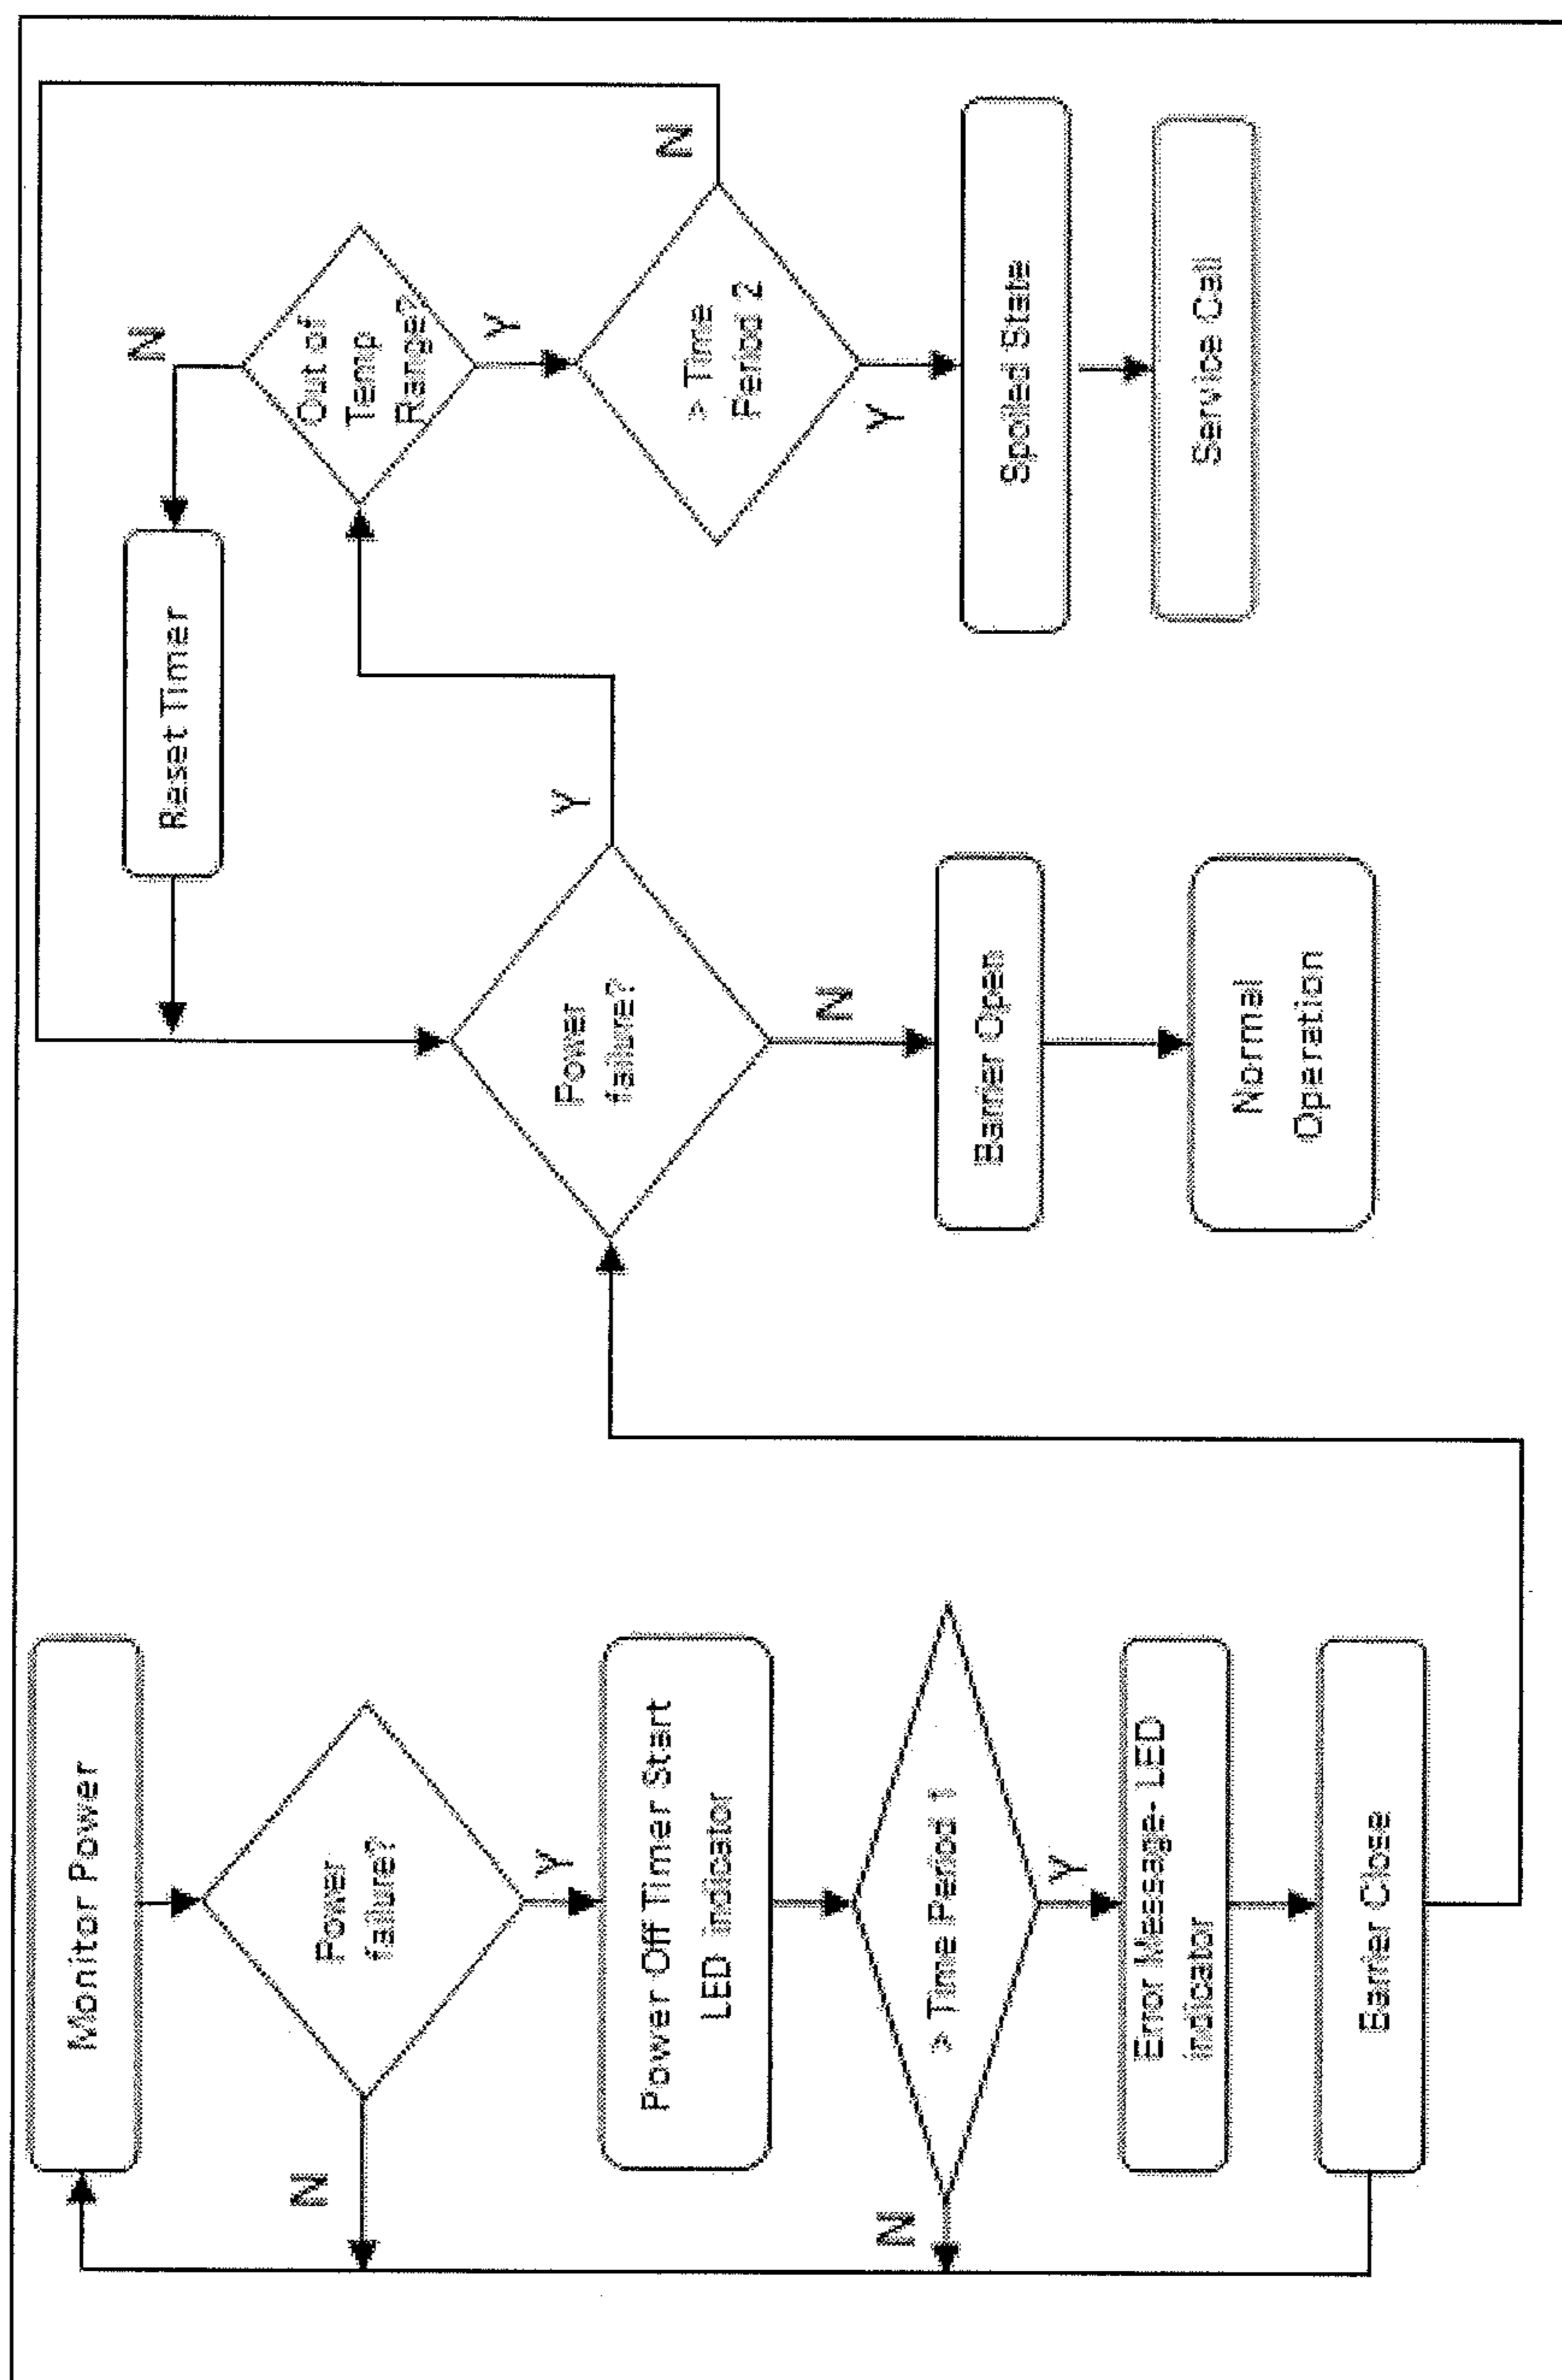 Monitor Power
Power
failure?
N
Y
Power Off Timer Start
LED indicator
> Time Period 1
N
Y
Error Message- LED
indicator
Barrier Close
Power
failure?
Y
N
Barrier Open
Normal
Operation
Reset Timer
N
Out of
Temp
Range?
Y
> Time
Period 2
N
Y
Spoiled State
Service Call